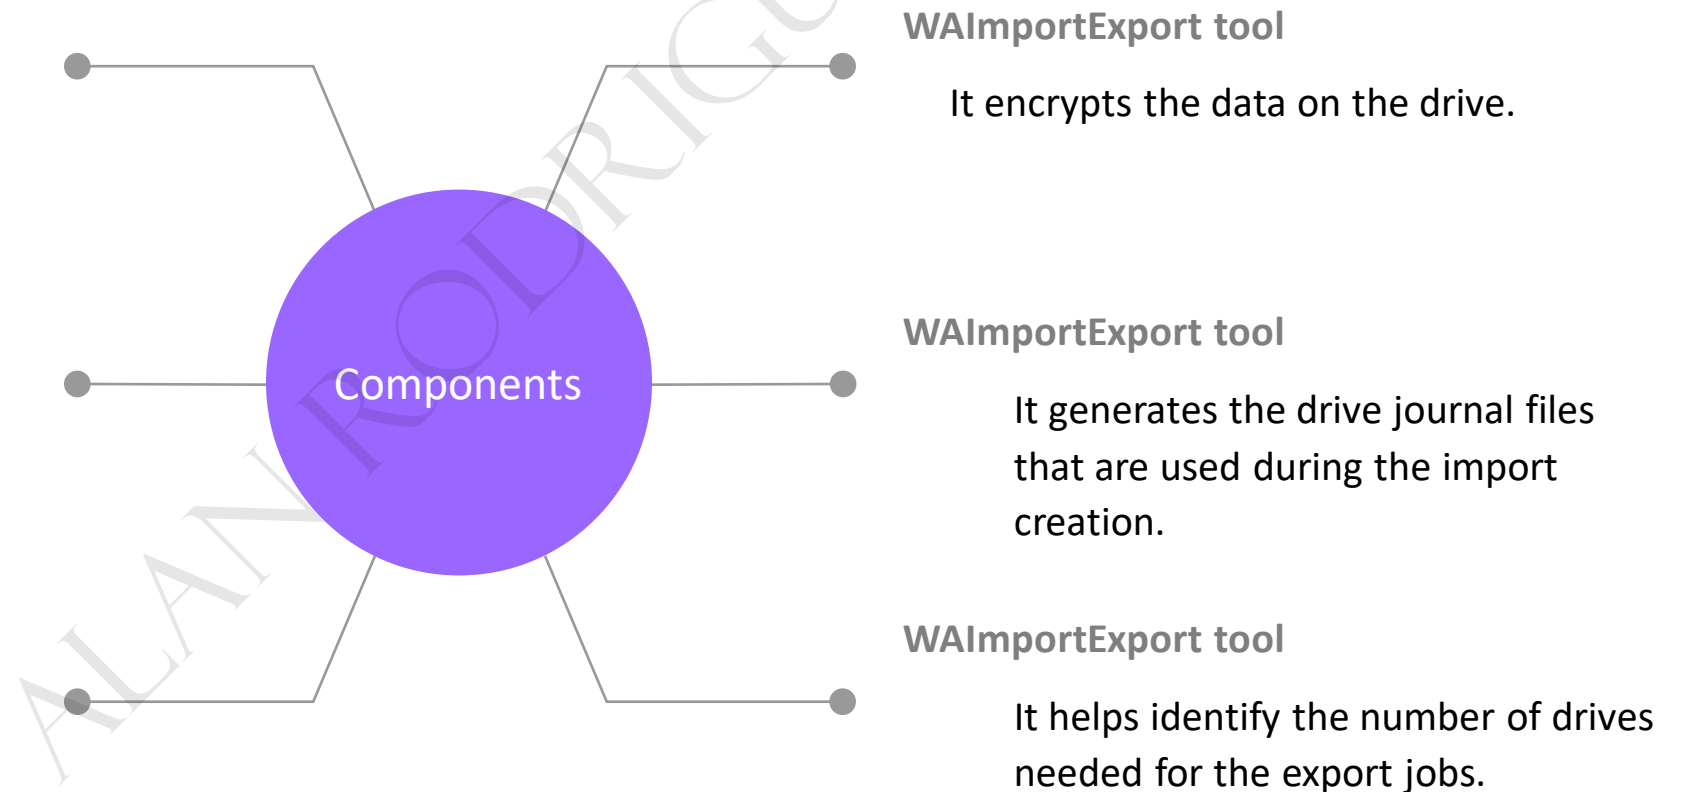 WAImportExport tool
It encrypts the data on the drive.
Components
WAImportExport tool
It generates the drive journal files
that are used during the import
creation.
WAImportExport tool
It helps identify the number of drives
needed for the export jobs.
ALAN RODRIGU